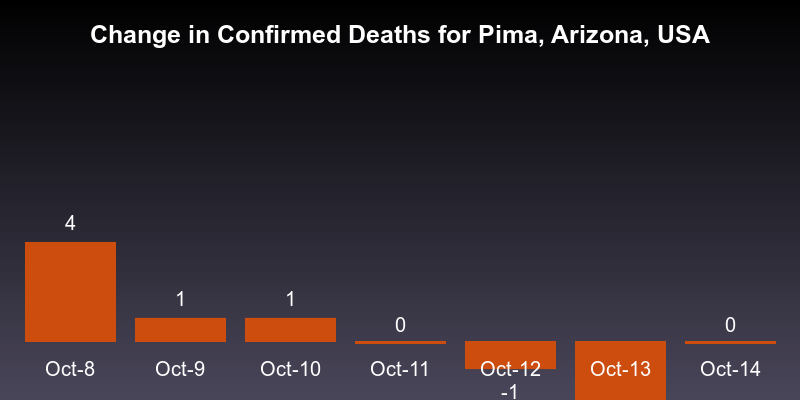 Change in Confirmed Deaths for Pima, Arizona, USA
4
1
1
0
0
Oct-8
Oct-9
Oct-10
Oct-11
Oct-12
Oct-13
Oct-14
-1